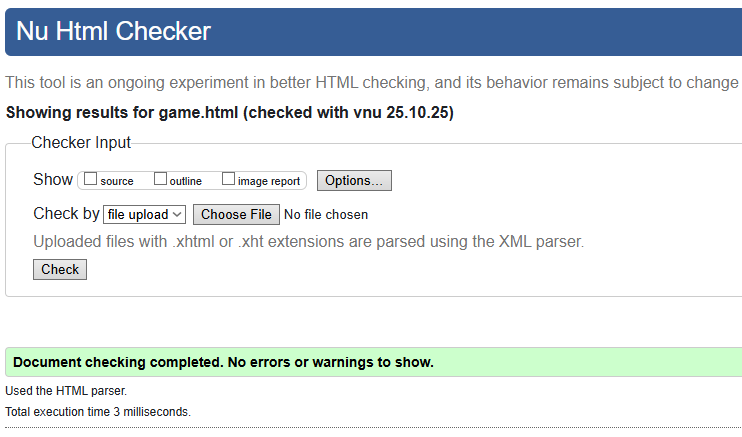 Nu Html Checker
This tool is an ongoing experiment in better HTML checking, and its behavior remains subject to change
Showing results for game.html (checked with vnu 25.10.25)
Checker Input
Show source outline image report Options...
Check by file upload Choose File No file chosen
Uploaded files with .xhtml or .xht extensions are parsed using the XML parser.
Check
Document checking completed. No errors or warnings to show.
Used the HTML parser.
Total execution time 3 milliseconds.